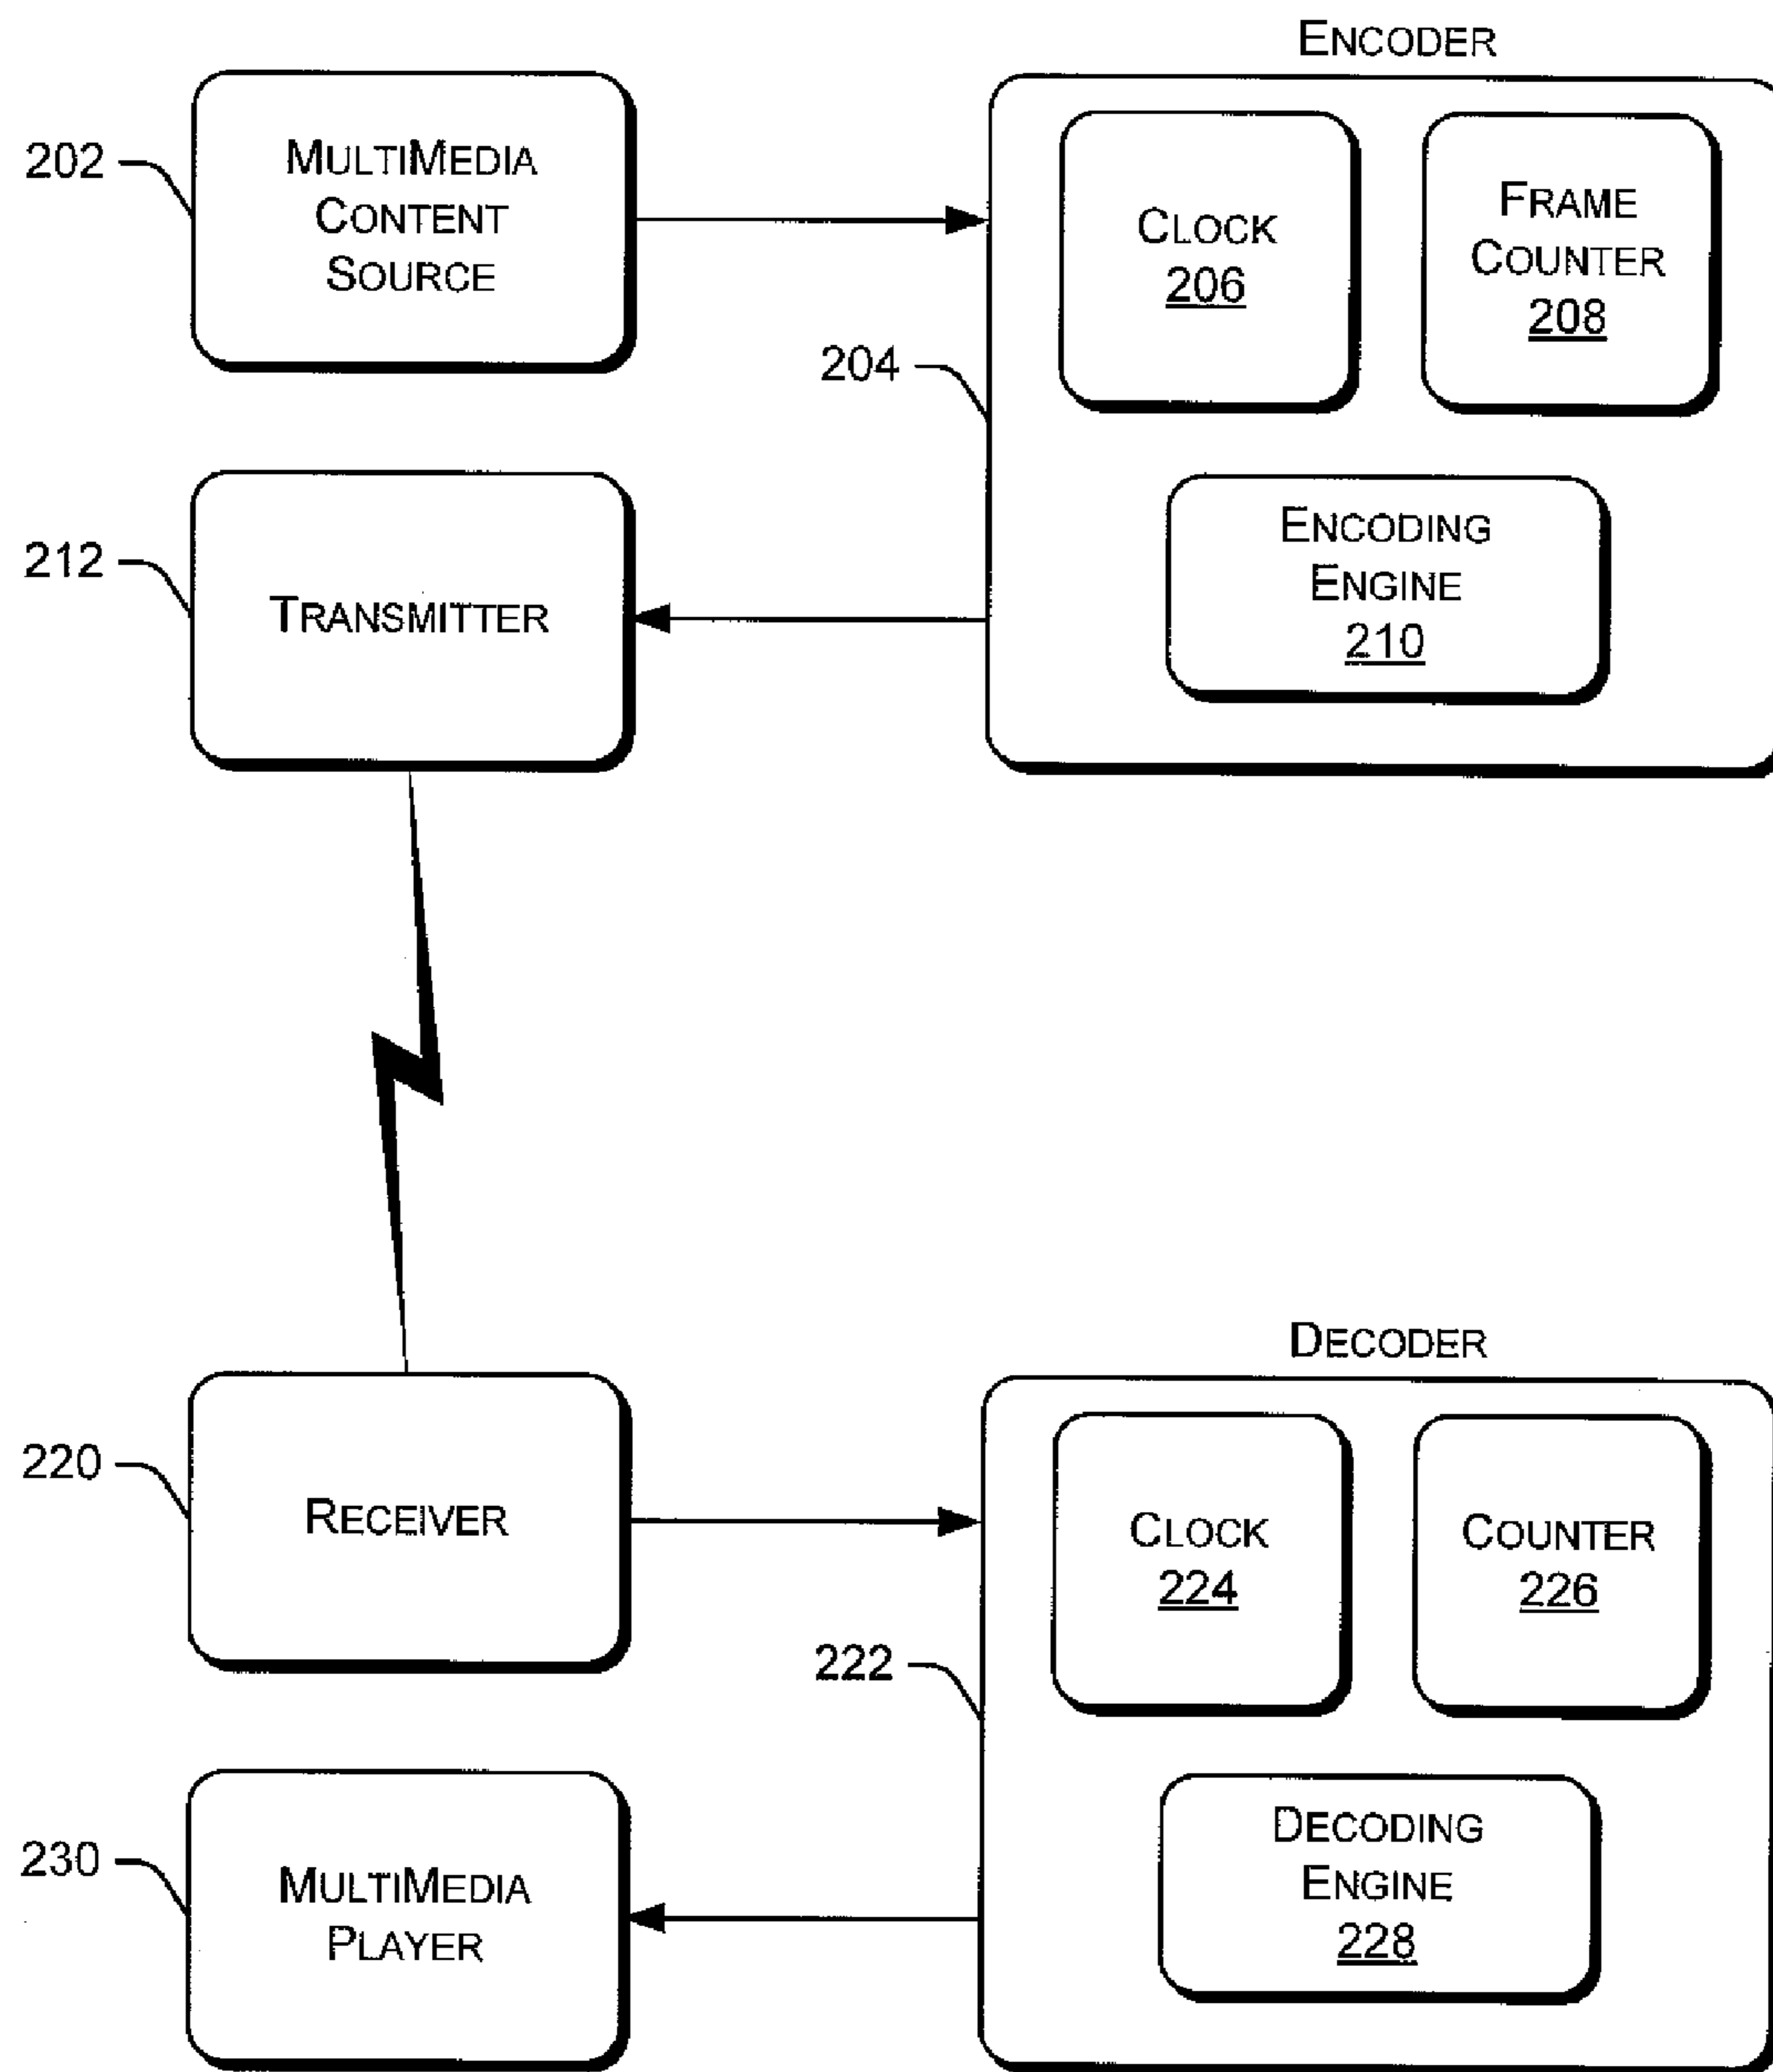 ENCODER
202
MULTIMEDIA
CONTENT
SOURCE
CLOCK
206
FRAME
COUNTER
208
204
212
TRANSMITTER
ENCODING
ENGINE
210
DECODER
220
RECEIVER
CLOCK
224
COUNTER
226
222
230
MULTIMEDIA
PLAYER
DECODING
ENGINE
228